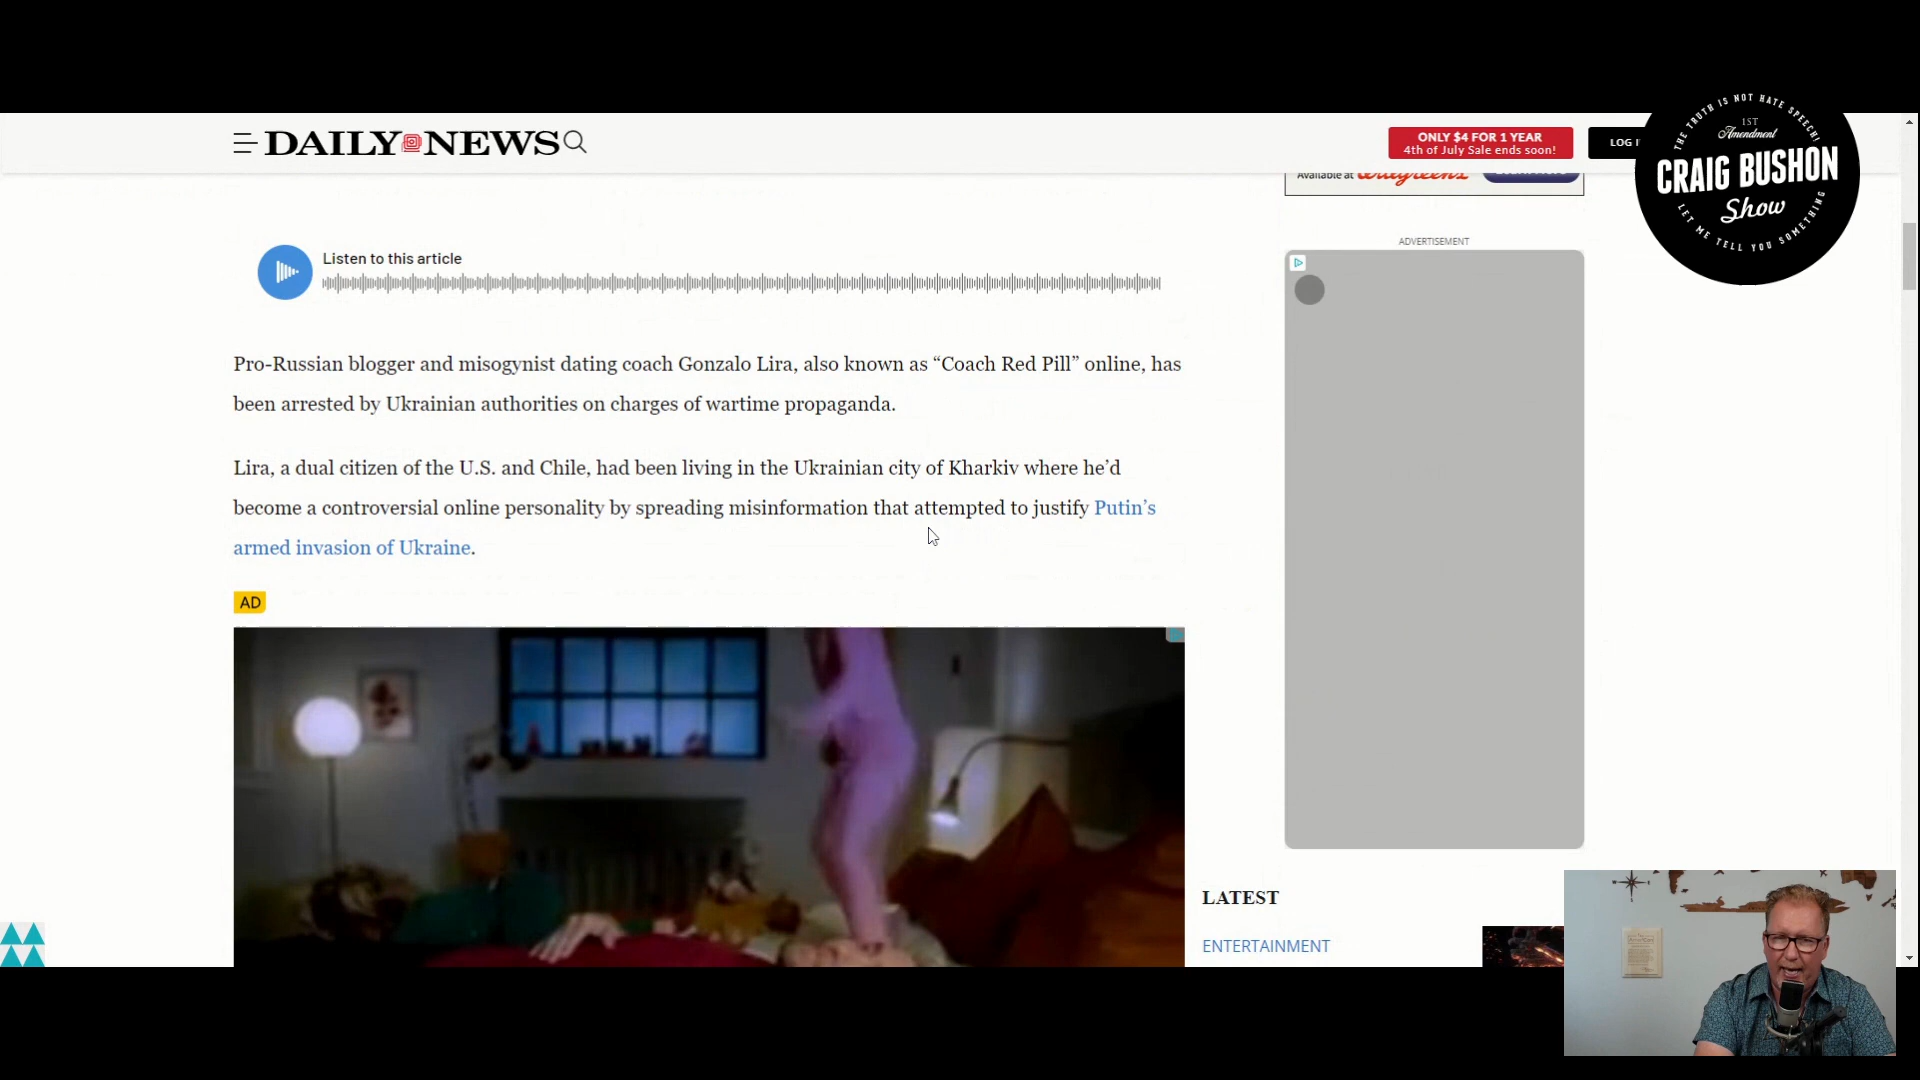 DAILY NEWS
ONLY $4 FOR 1 YEAR
4th of July Sale ends soon!
LOG
THE TRUTH IS NOT HATE SPEECH!
1ST
Amendment
CRAIG BUSHON
Show
LET ME TELL YOU SOMETHING
Available at Walgreens
ADVERTISEMENT
Listen to this article
Pro-Russian blogger and misogynist dating coach Gonzalo Lira, also known as “Coach Red Pill” online, has
been arrested by Ukrainian authorities on charges of wartime propaganda.
Lira, a dual citizen of the U.S. and Chile, had been living in the Ukrainian city of Kharkiv where he’d
become a controversial online personality by spreading misinformation that attempted to justify Putin’s
armed invasion of Ukraine.
AD
LATEST
ENTERTAINMENT